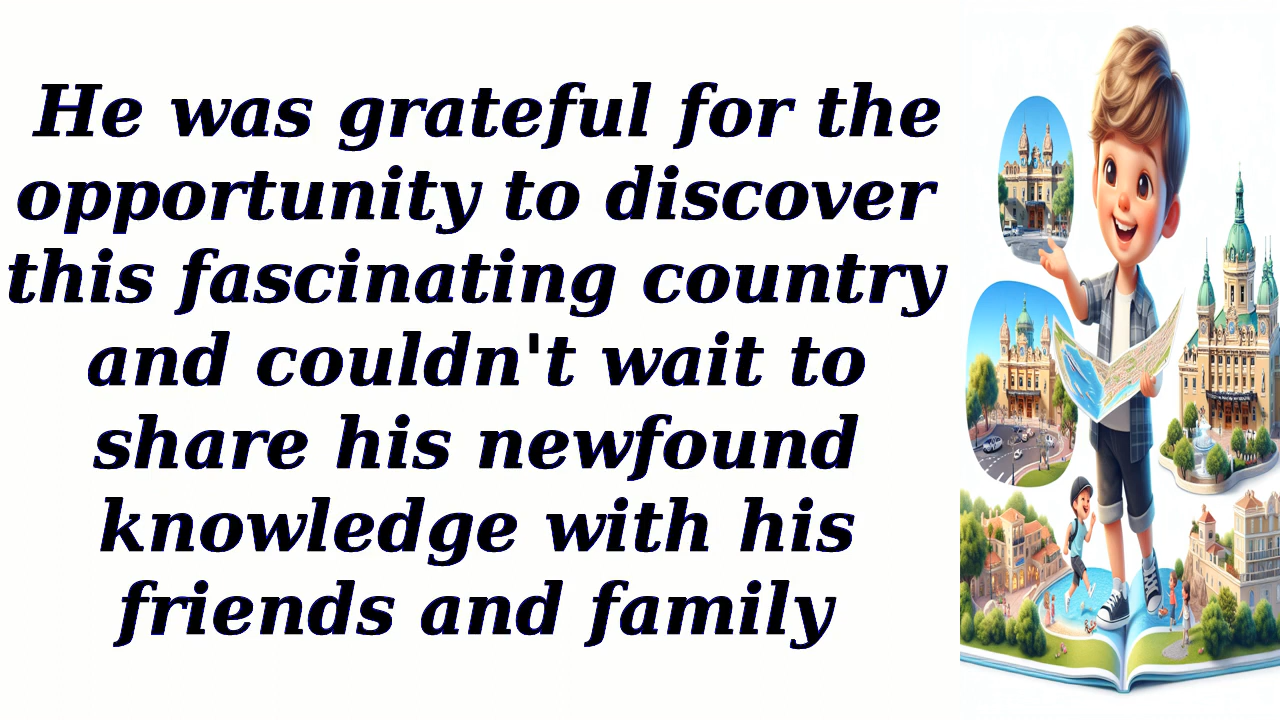 He was grateful for the
opportunity to discover
this fascinating country
and couldn't wait to
share his newfound
knowledge with his
friends and family